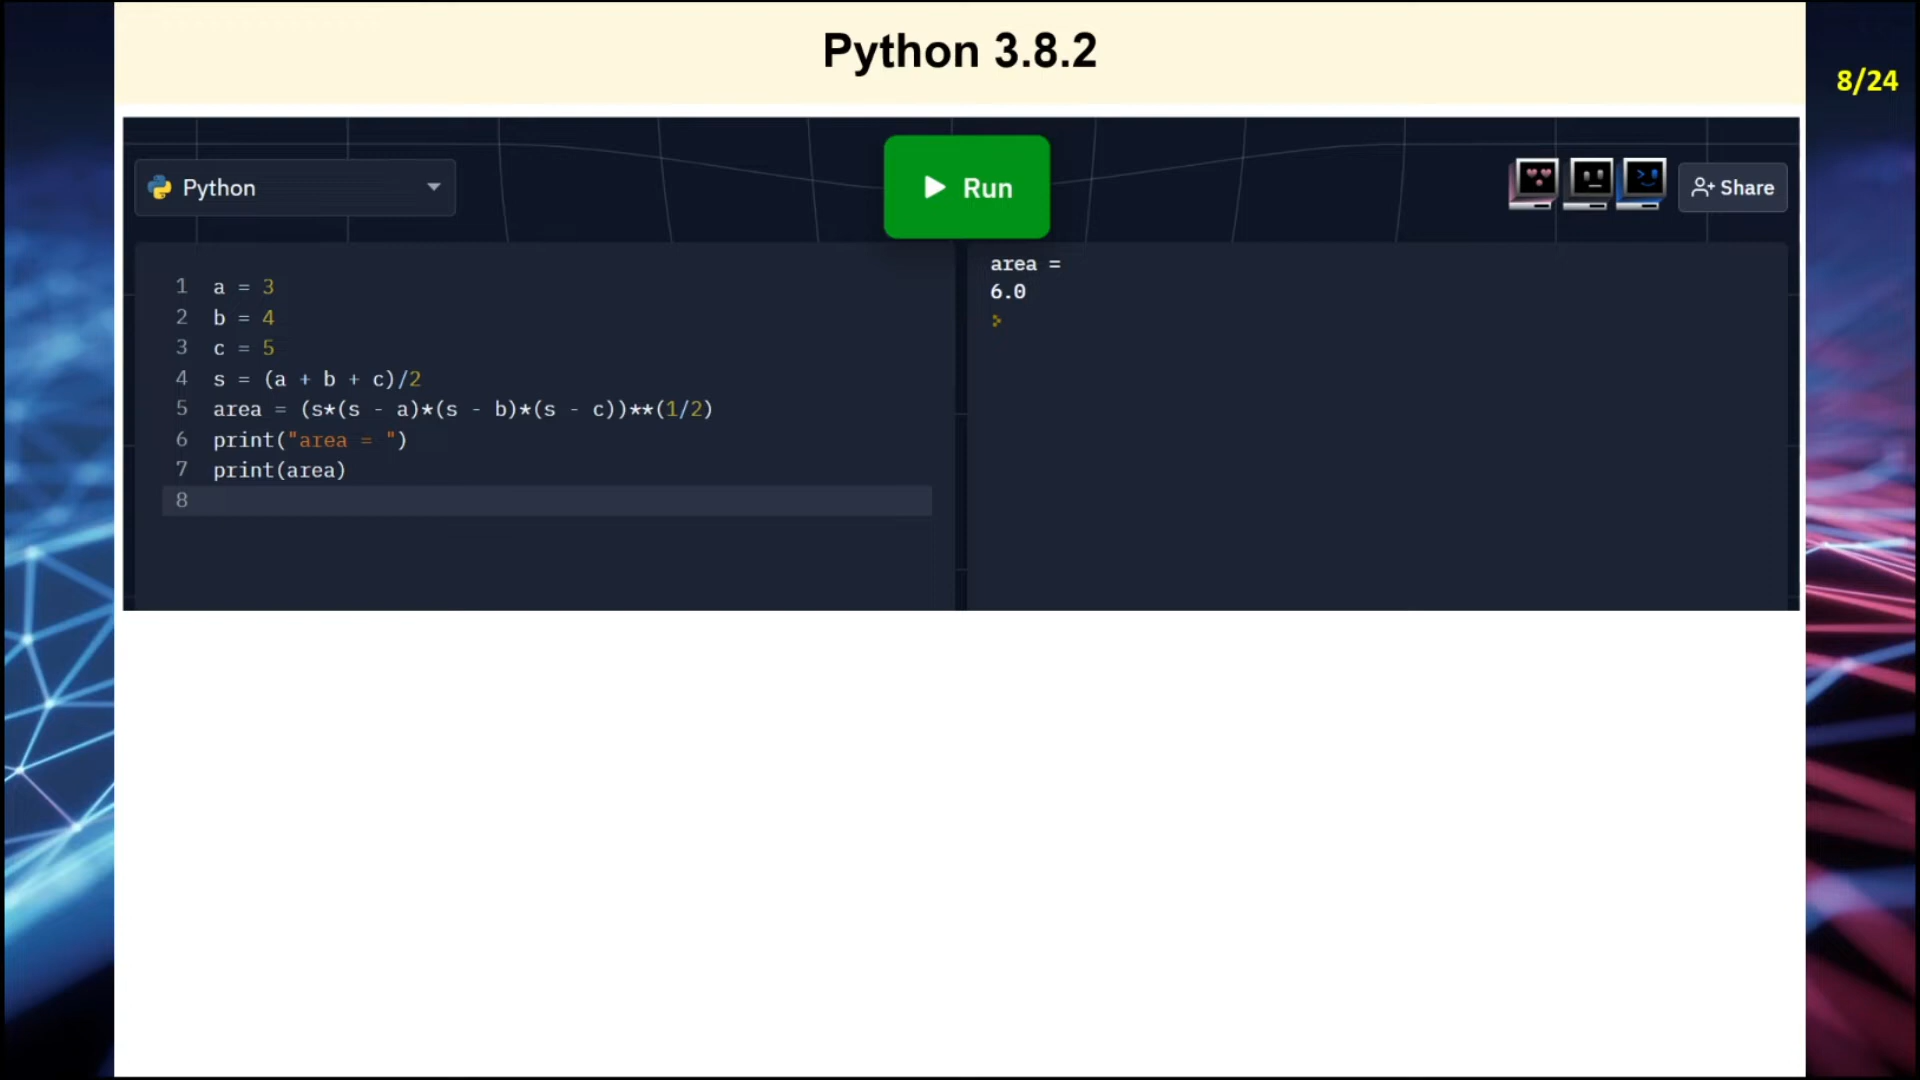 Python 3.8.2
8/24
Python
Run
Share
1 a = 3
2 b = 4
3 c = 5
4 s = (a + b + c)/2
5 area = (s*(s - a)*(s - b)*(s - c))**(1/2)
6 print("area = ")
7 print(area)
8
area =
6.0